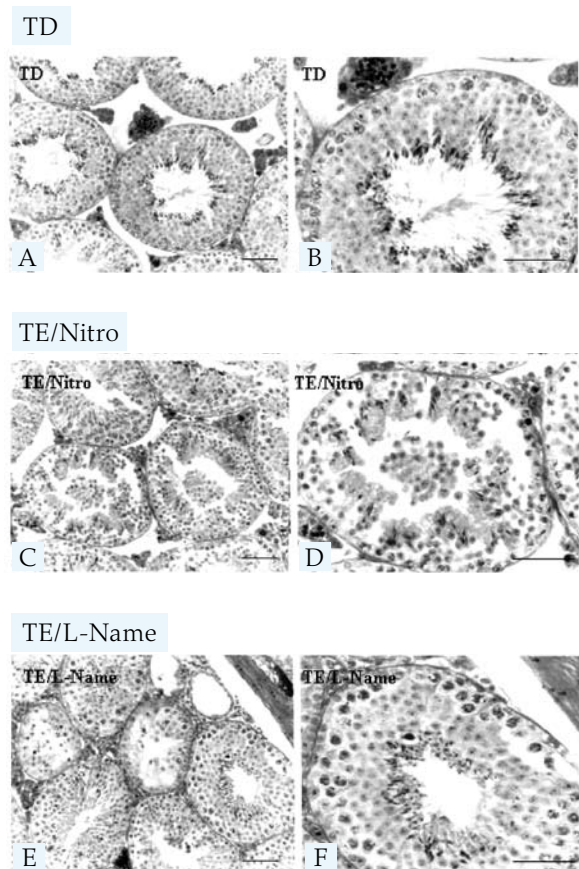 TD
TD
TD
A
B
TE/Nitro
TE/Nitro
TE/Nitro
C
D
TE/L-Name
TE/L-Name
TE/L-Name
E
F